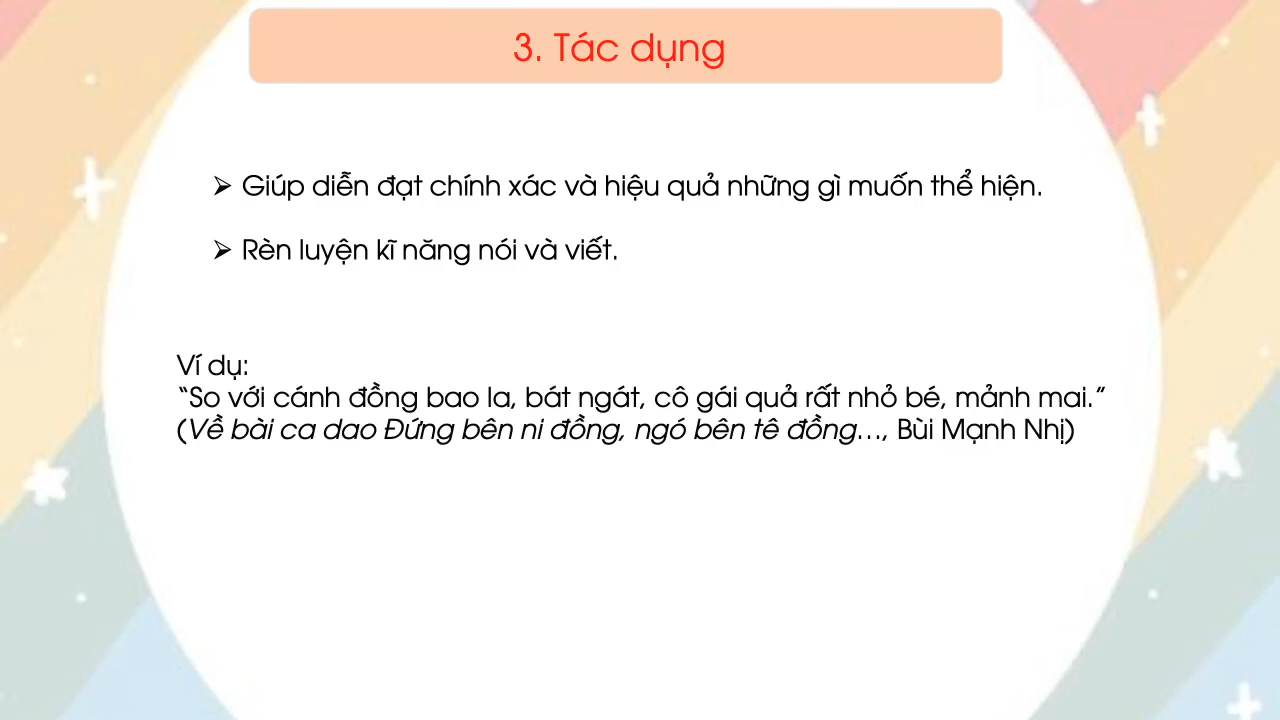 3. Tác dụng
➢ Giúp diễn đạt chính xác và hiệu quả những gì muốn thể hiện.
➢ Rèn luyện kĩ năng nói và viết.
Ví dụ:
“So với cánh đồng bao la, bát ngát, cô gái quả rất nhỏ bé, mảnh mai.”
(Về bài ca dao Đứng bên ni đồng, ngó bên tê đồng…, Bùi Mạnh Nhị)